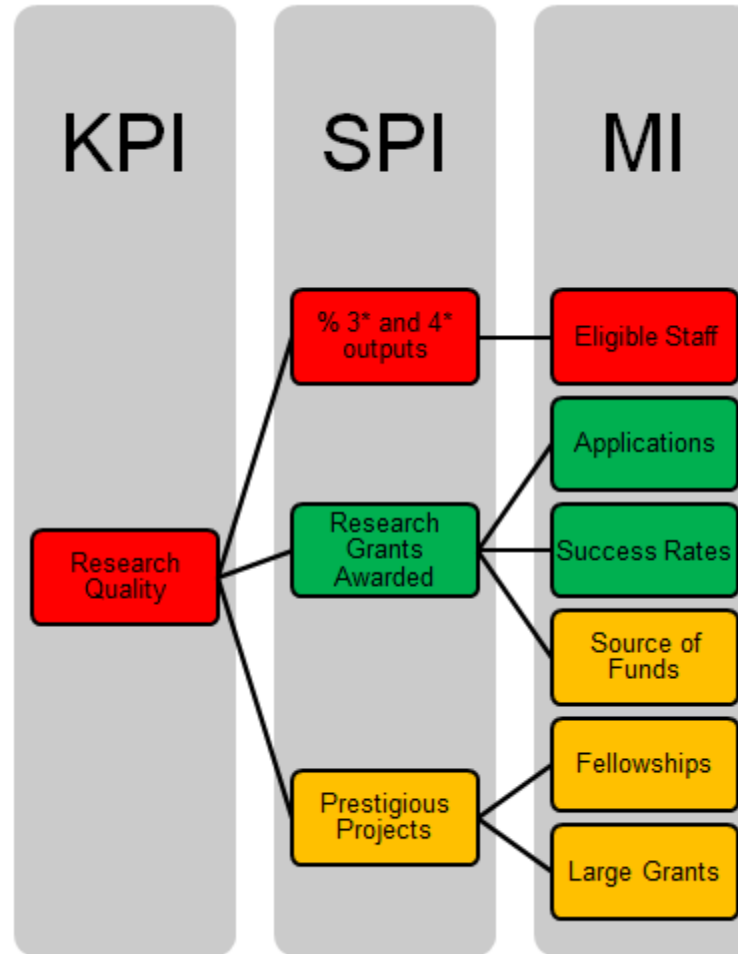 KPI
SPI
MI
Research
Quality
% 3* and 4*
outputs
Research
Grants
Awarded
Prestigious
Projects
Eligible Staff
Applications
Success Rates
Source of
Funds
Fellowships
Large Grants